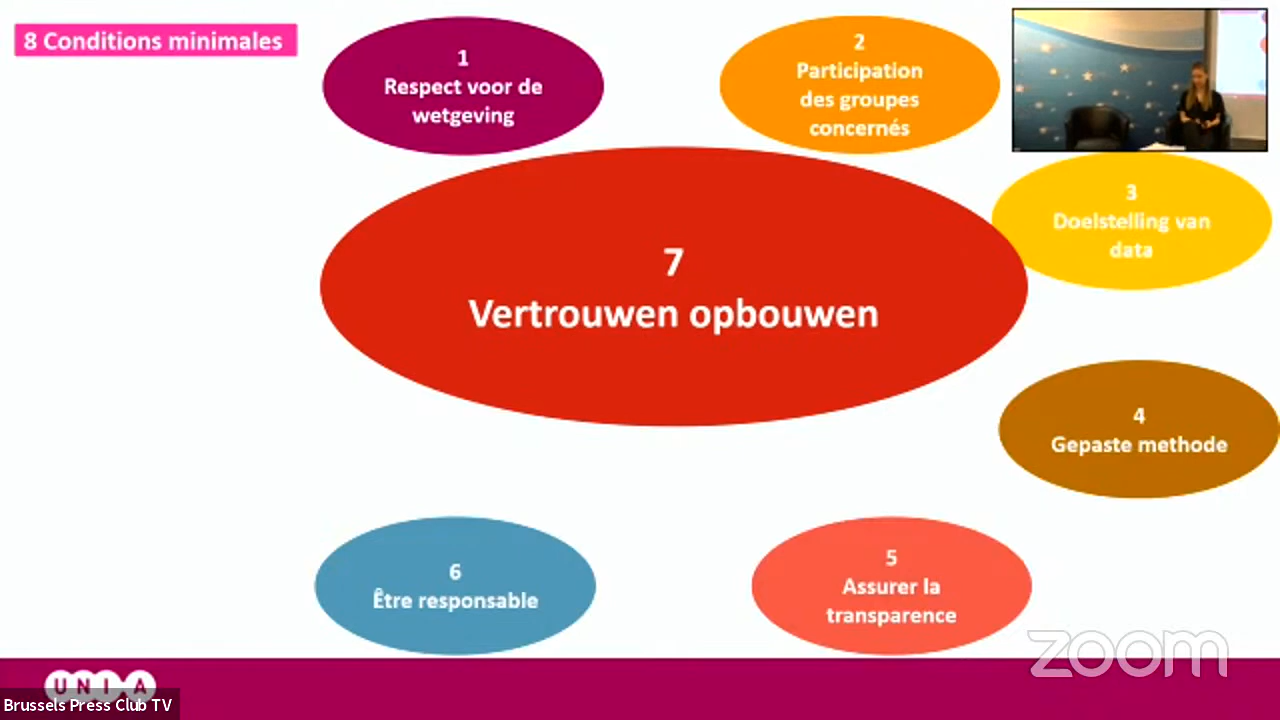 8 Conditions minimales
1
Respect voor de
wetgeving
2
Participation
des groupes
concernés
3
Doelstelling van
data
7
Vertrouwen opbouwen
4
Gepaste methode
5
Assurer la
transparence
6
Être responsable
zoom
UNIA
Brussels Press Club TV